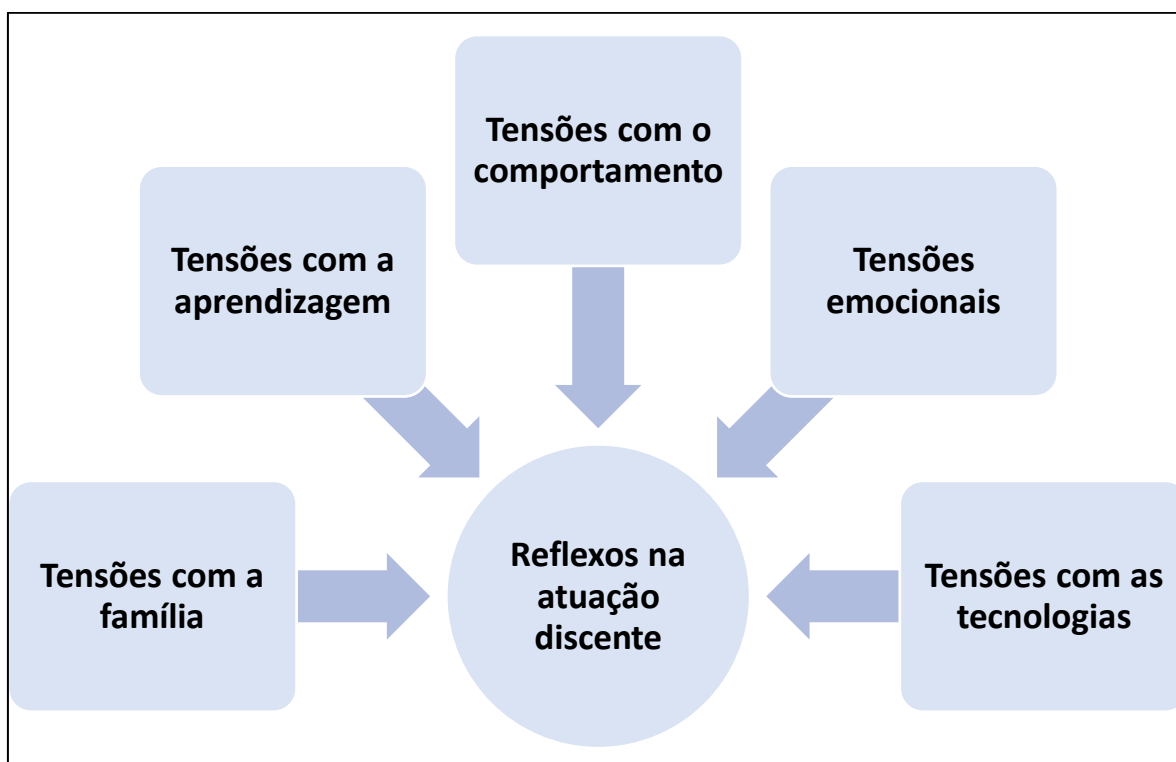 Tensões com o
comportamento
Tensões com a
aprendizagem
Tensões
emocionais
Tensões com a
família
Reflexos na
atuação
discente
Tensões com as
tecnologias